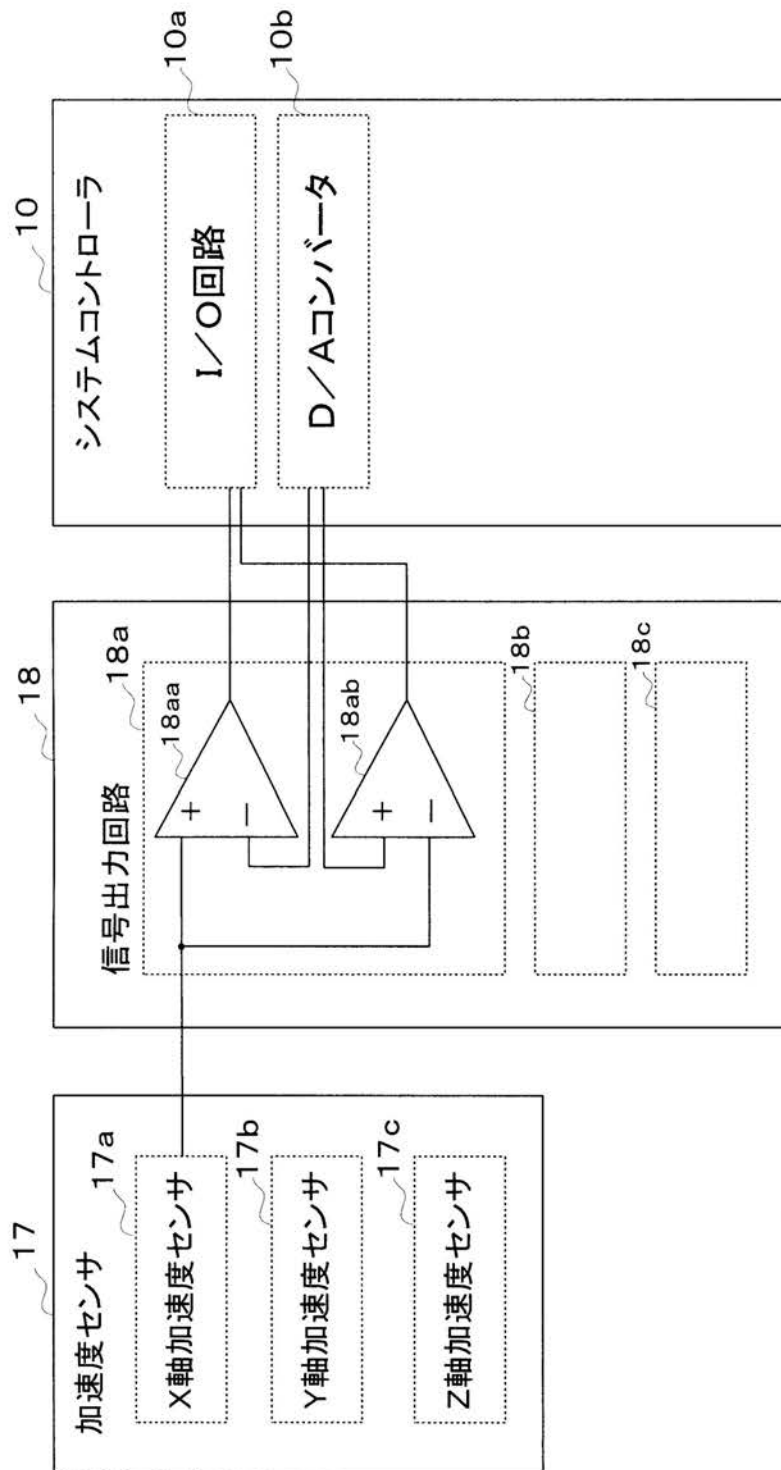 17
加速度センサ
17a
X軸加速度センサ
17b
Y軸加速度センサ
17c
Z軸加速度センサ
18
信号出力回路
18a
18aa
+
−
18ab
+
−
18b
18c
10
システムコントローラ
10a
I/O回路
10b
D/Aコンバータ